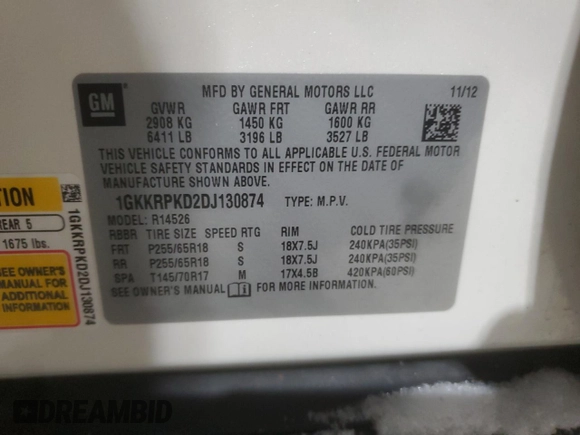 GM
MFD BY GENERAL MOTORS LLC
11/12
GVWR GAWR FRT GAWR RR
2908 KG 1450 KG 1600 KG
6411 LB 3196 LB 3527 LB
THIS VEHICLE CONFORMS TO ALL APPLICABLE U.S. FEDERAL MOTOR
VEHICLE SAFETY STANDARDS IN EFFECT ON THE DATE OF
MANUFACTURE SHOWN ABOVE.
1GKKRPKD2DJ130874 TYPE: M.P.V.
MODEL: R14526
RBBR TIRE SIZE SPEED RTG RIM COLD TIRE PRESSURE
FRT P255/65R18 S 18X7.5J 240KPA(35PSI)
RR P255/65R18 S 18X7.5J 240KPA(35PSI)
SPA T145/70R17 M 17X4.5B 420KPA(60PSI)
SEE OWNER'S MANUAL FOR MORE INFORMATION.
TION
REAR 5
1675 lbs.
SEE OWNER'S
MANUAL FOR
ADDITIONAL
INFORMATION
1GKKRPKD2DJ130874
DREAMBID